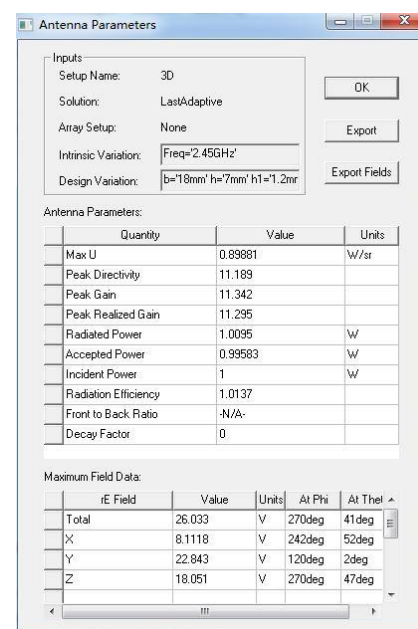 Antenna Parameters
Inputs
Setup Name: 3D
OK
Solution: LastAdaptive
Array Setup: None
Export
Intrinsic Variation: Freq='2.45GHz'
Design Variation: b='18mm' h='7mm' h1='1.2mr
Export Fields
Antenna Parameters:
Quantity Value Units
Max U 0.89881 W/sr
Peak Directivity 11.189
Peak Gain 11.342
Peak Realized Gain 11.295
Radiated Power 1.0095 W
Accepted Power 0.99583 W
Incident Power 1 W
Radiation Efficiency 1.0137
Front to Back Ratio -N/A-
Decay Factor 0
Maximum Field Data:
rE Field Value Units At Phi At Thet
Total 26.033 V 270deg 41deg
X 8.1118 V 242deg 52deg
Y 22.843 V 120deg 2deg
Z 18.051 V 270deg 47deg